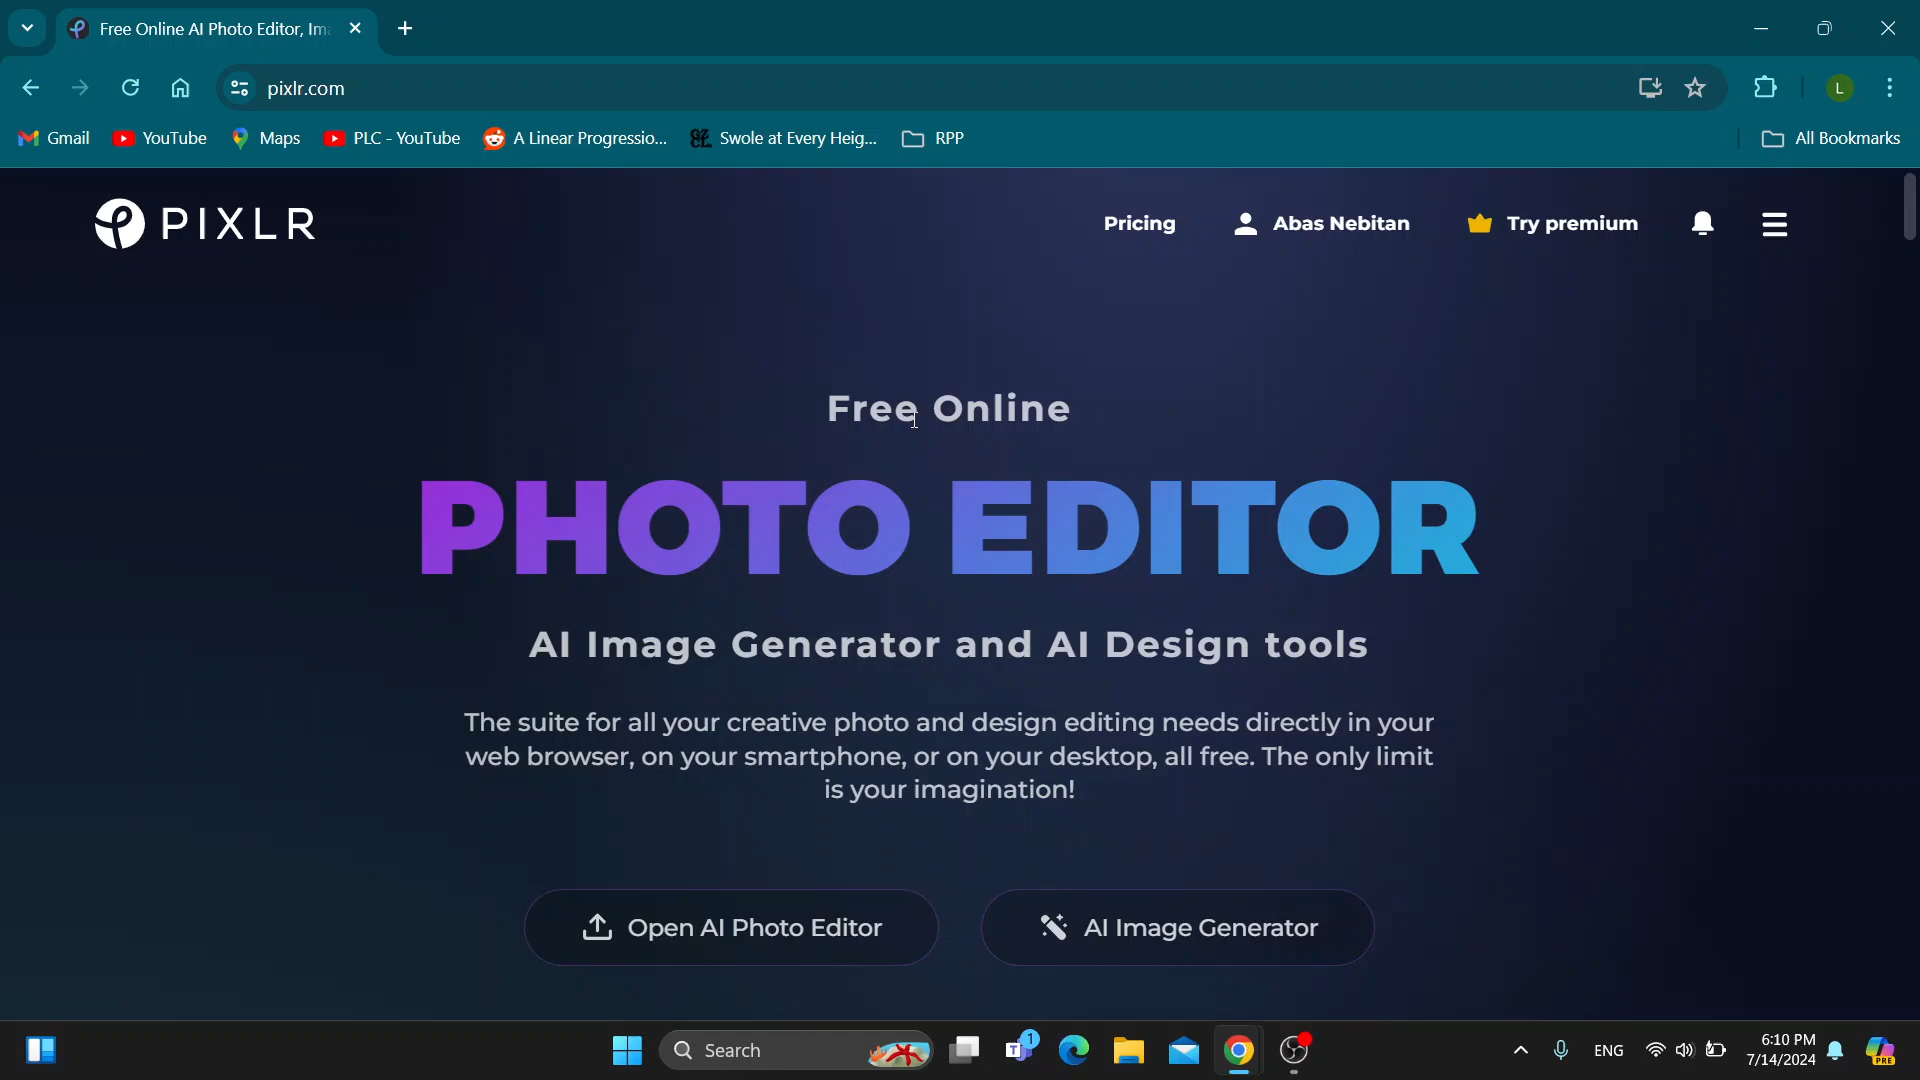 Free Online AI Photo Editor, Im
pixlr.com
L
Gmail
YouTube
Maps
PLC - YouTube
A Linear Progressio...
Swole at Every Heig...
RPP
All Bookmarks
PIXLR
Pricing
Abas Nebitan
Try premium
Free Online
PHOTO EDITOR
AI Image Generator and AI Design tools
The suite for all your creative photo and design editing needs directly in your
web browser, on your smartphone, or on your desktop, all free. The only limit
is your imagination!
Open AI Photo Editor
AI Image Generator
Search
1
ENG
6:10 PM
7/14/2024
PRE